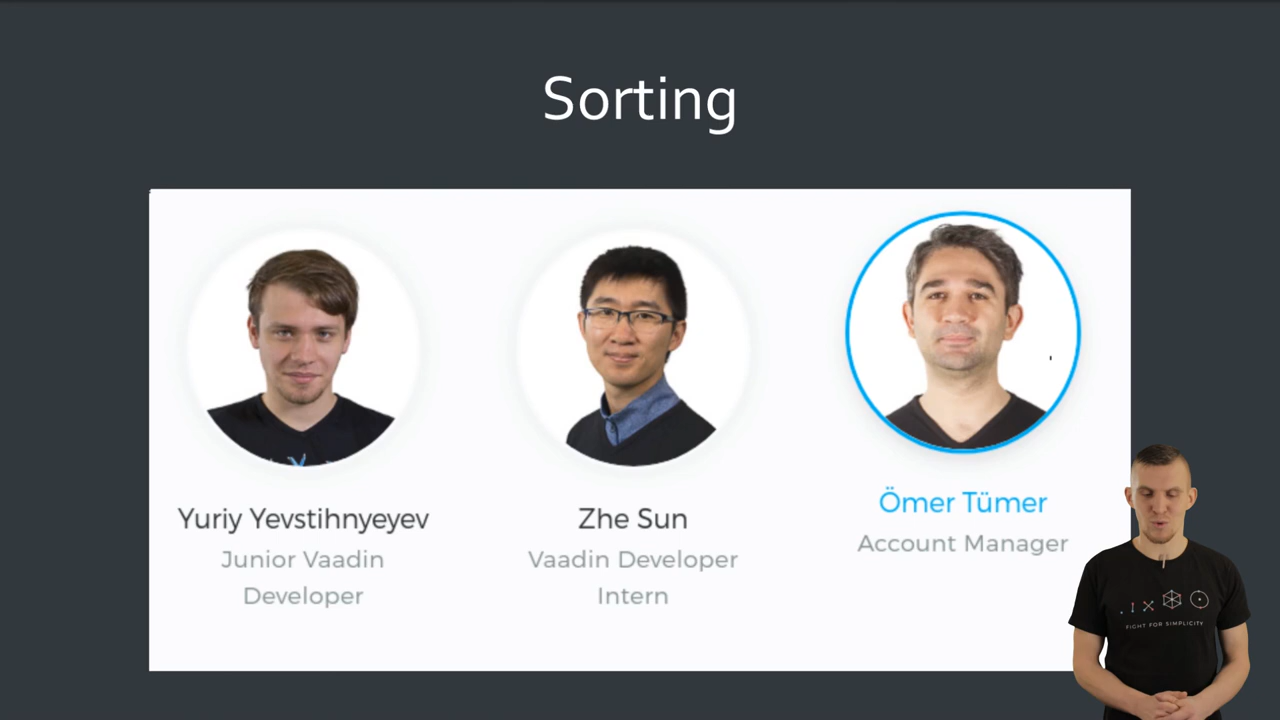 Sorting
Yuriy Yevstihnyeyev
Junior Vaadin
Developer
Zhe Sun
Vaadin Developer
Intern
Ömer Tümer
Account Manager
FIGHT FOR SIMPLICITY